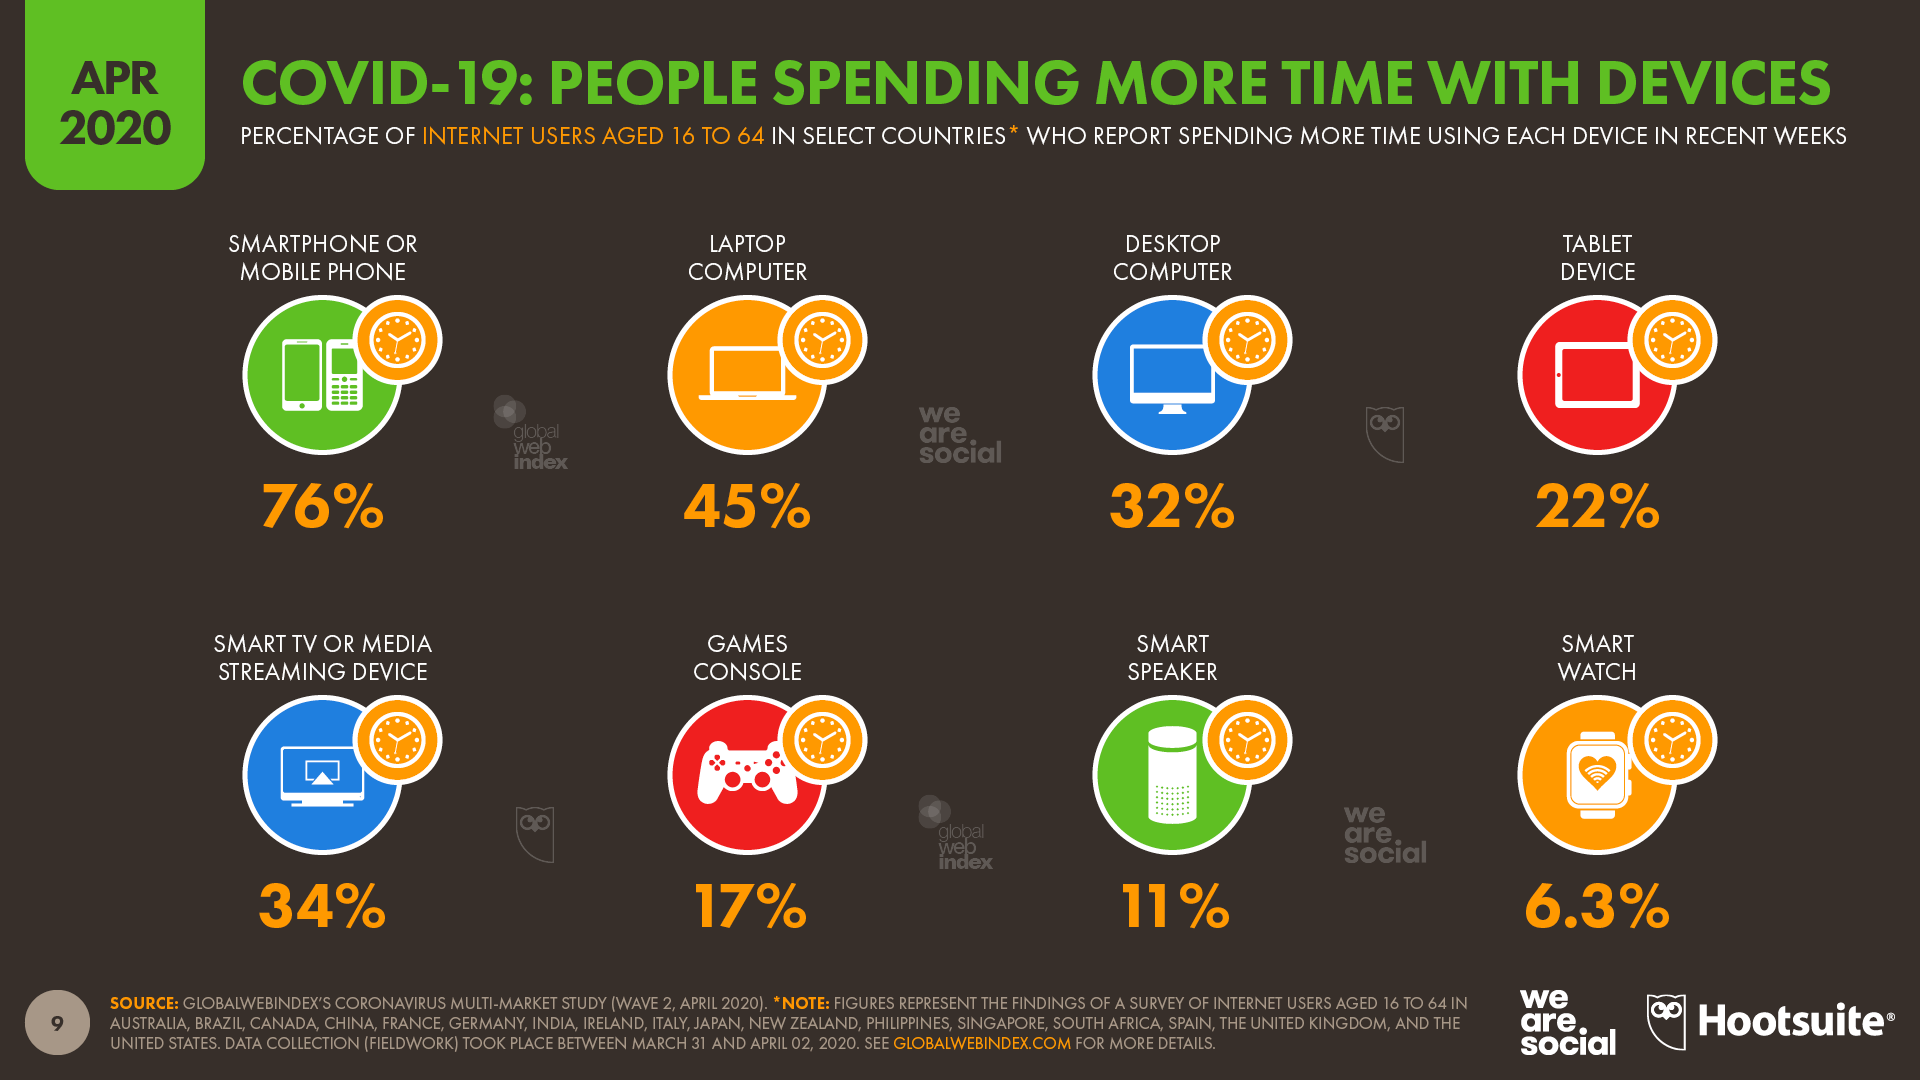 APR
2020
COVID-19: PEOPLE SPENDING MORE TIME WITH DEVICES
PERCENTAGE OF INTERNET USERS AGED 16 TO 64 IN SELECT COUNTRIES* WHO REPORT SPENDING MORE TIME USING EACH DEVICE IN RECENT WEEKS
SMARTPHONE OR
MOBILE PHONE
76%
LAPTOP
COMPUTER
45%
DESKTOP
COMPUTER
32%
TABLET
DEVICE
22%
global
web
index
we
are
social
SMART TV OR MEDIA
STREAMING DEVICE
34%
GAMES
CONSOLE
17%
SMART
SPEAKER
11%
SMART
WATCH
6.3%
global
web
index
we
are
social
9
SOURCE: GLOBALWEBINDEX'S CORONAVIRUS MULTI-MARKET STUDY (WAVE 2, APRIL 2020). *NOTE: FIGURES REPRESENT THE FINDINGS OF A SURVEY OF INTERNET USERS AGED 16 TO 64 IN
AUSTRALIA, BRAZIL, CANADA, CHINA, FRANCE, GERMANY, INDIA, IRELAND, ITALY, JAPAN, NEW ZEALAND, PHILIPPINES, SINGAPORE, SOUTH AFRICA, SPAIN, THE UNITED KINGDOM, AND THE
UNITED STATES. DATA COLLECTION (FIELDWORK) TOOK PLACE BETWEEN MARCH 31 AND APRIL 02, 2020. SEE GLOBALWEBINDEX.COM FOR MORE DETAILS.
we
are
social
Hootsuite®